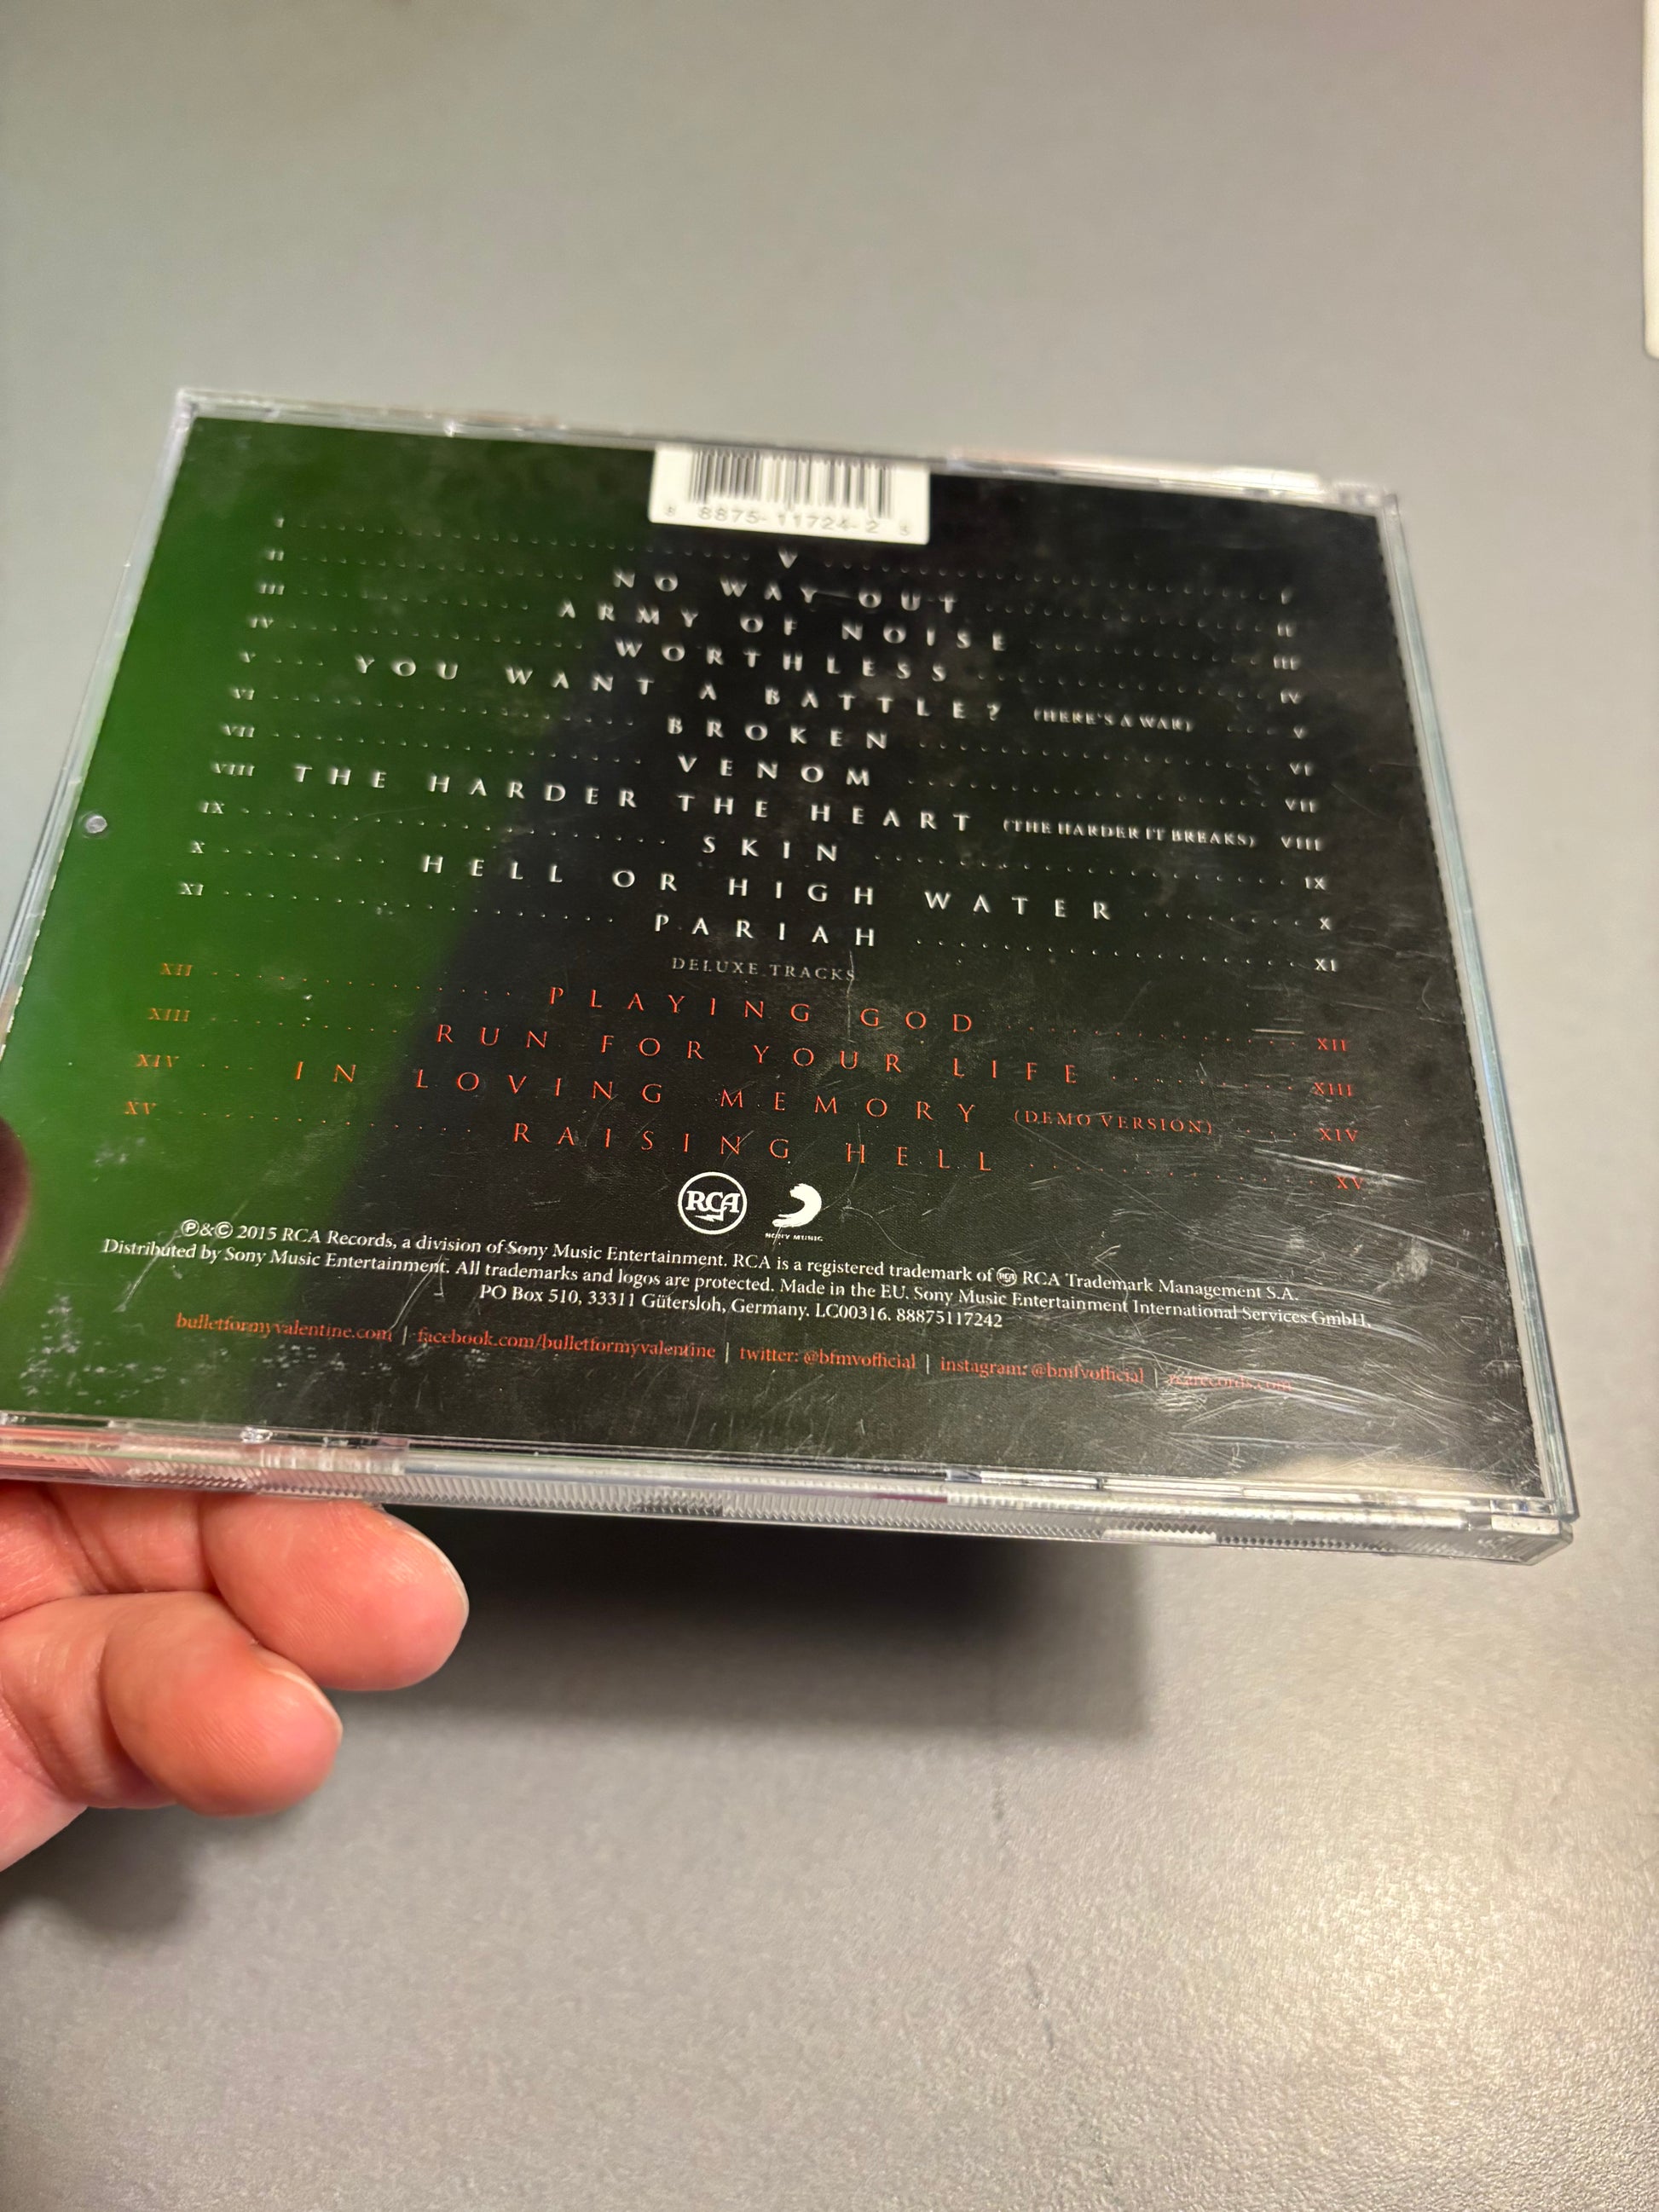 8 8875-11724-2 5
I V I
II NO WAY OUT II
III ARMY OF NOISE III
IV WORTHLESS IV
V YOU WANT A BATTLE? (HERE'S A WAR) V
VI BROKEN VI
VII VENOM VII
VIII THE HARDER THE HEART (THE HARDER IT BREAKS) VIII
IX SKIN IX
X HELL OR HIGH WATER X
XI PARIAH XI
DELUXE TRACKS
XII PLAYING GOD XII
XIII RUN FOR YOUR LIFE XIII
XIV IN LOVING MEMORY (DEMO VERSION) XIV
XV RAISING HELL XV
RCA SONY MUSIC
℗&© 2015 RCA Records, a division of Sony Music Entertainment. RCA is a registered trademark of RCA RCA Trademark Management S.A.
Distributed by Sony Music Entertainment. All trademarks and logos are protected. Made in the EU. Sony Music Entertainment International Services GmbH,
PO Box 510, 33311 Gütersloh, Germany. LC00316. 88875117242
bulletformyvalentine.com | facebook.com/bulletformyvalentine | twitter: @bfmvofficial | instagram: @bmfvofficial | rcarecords.com